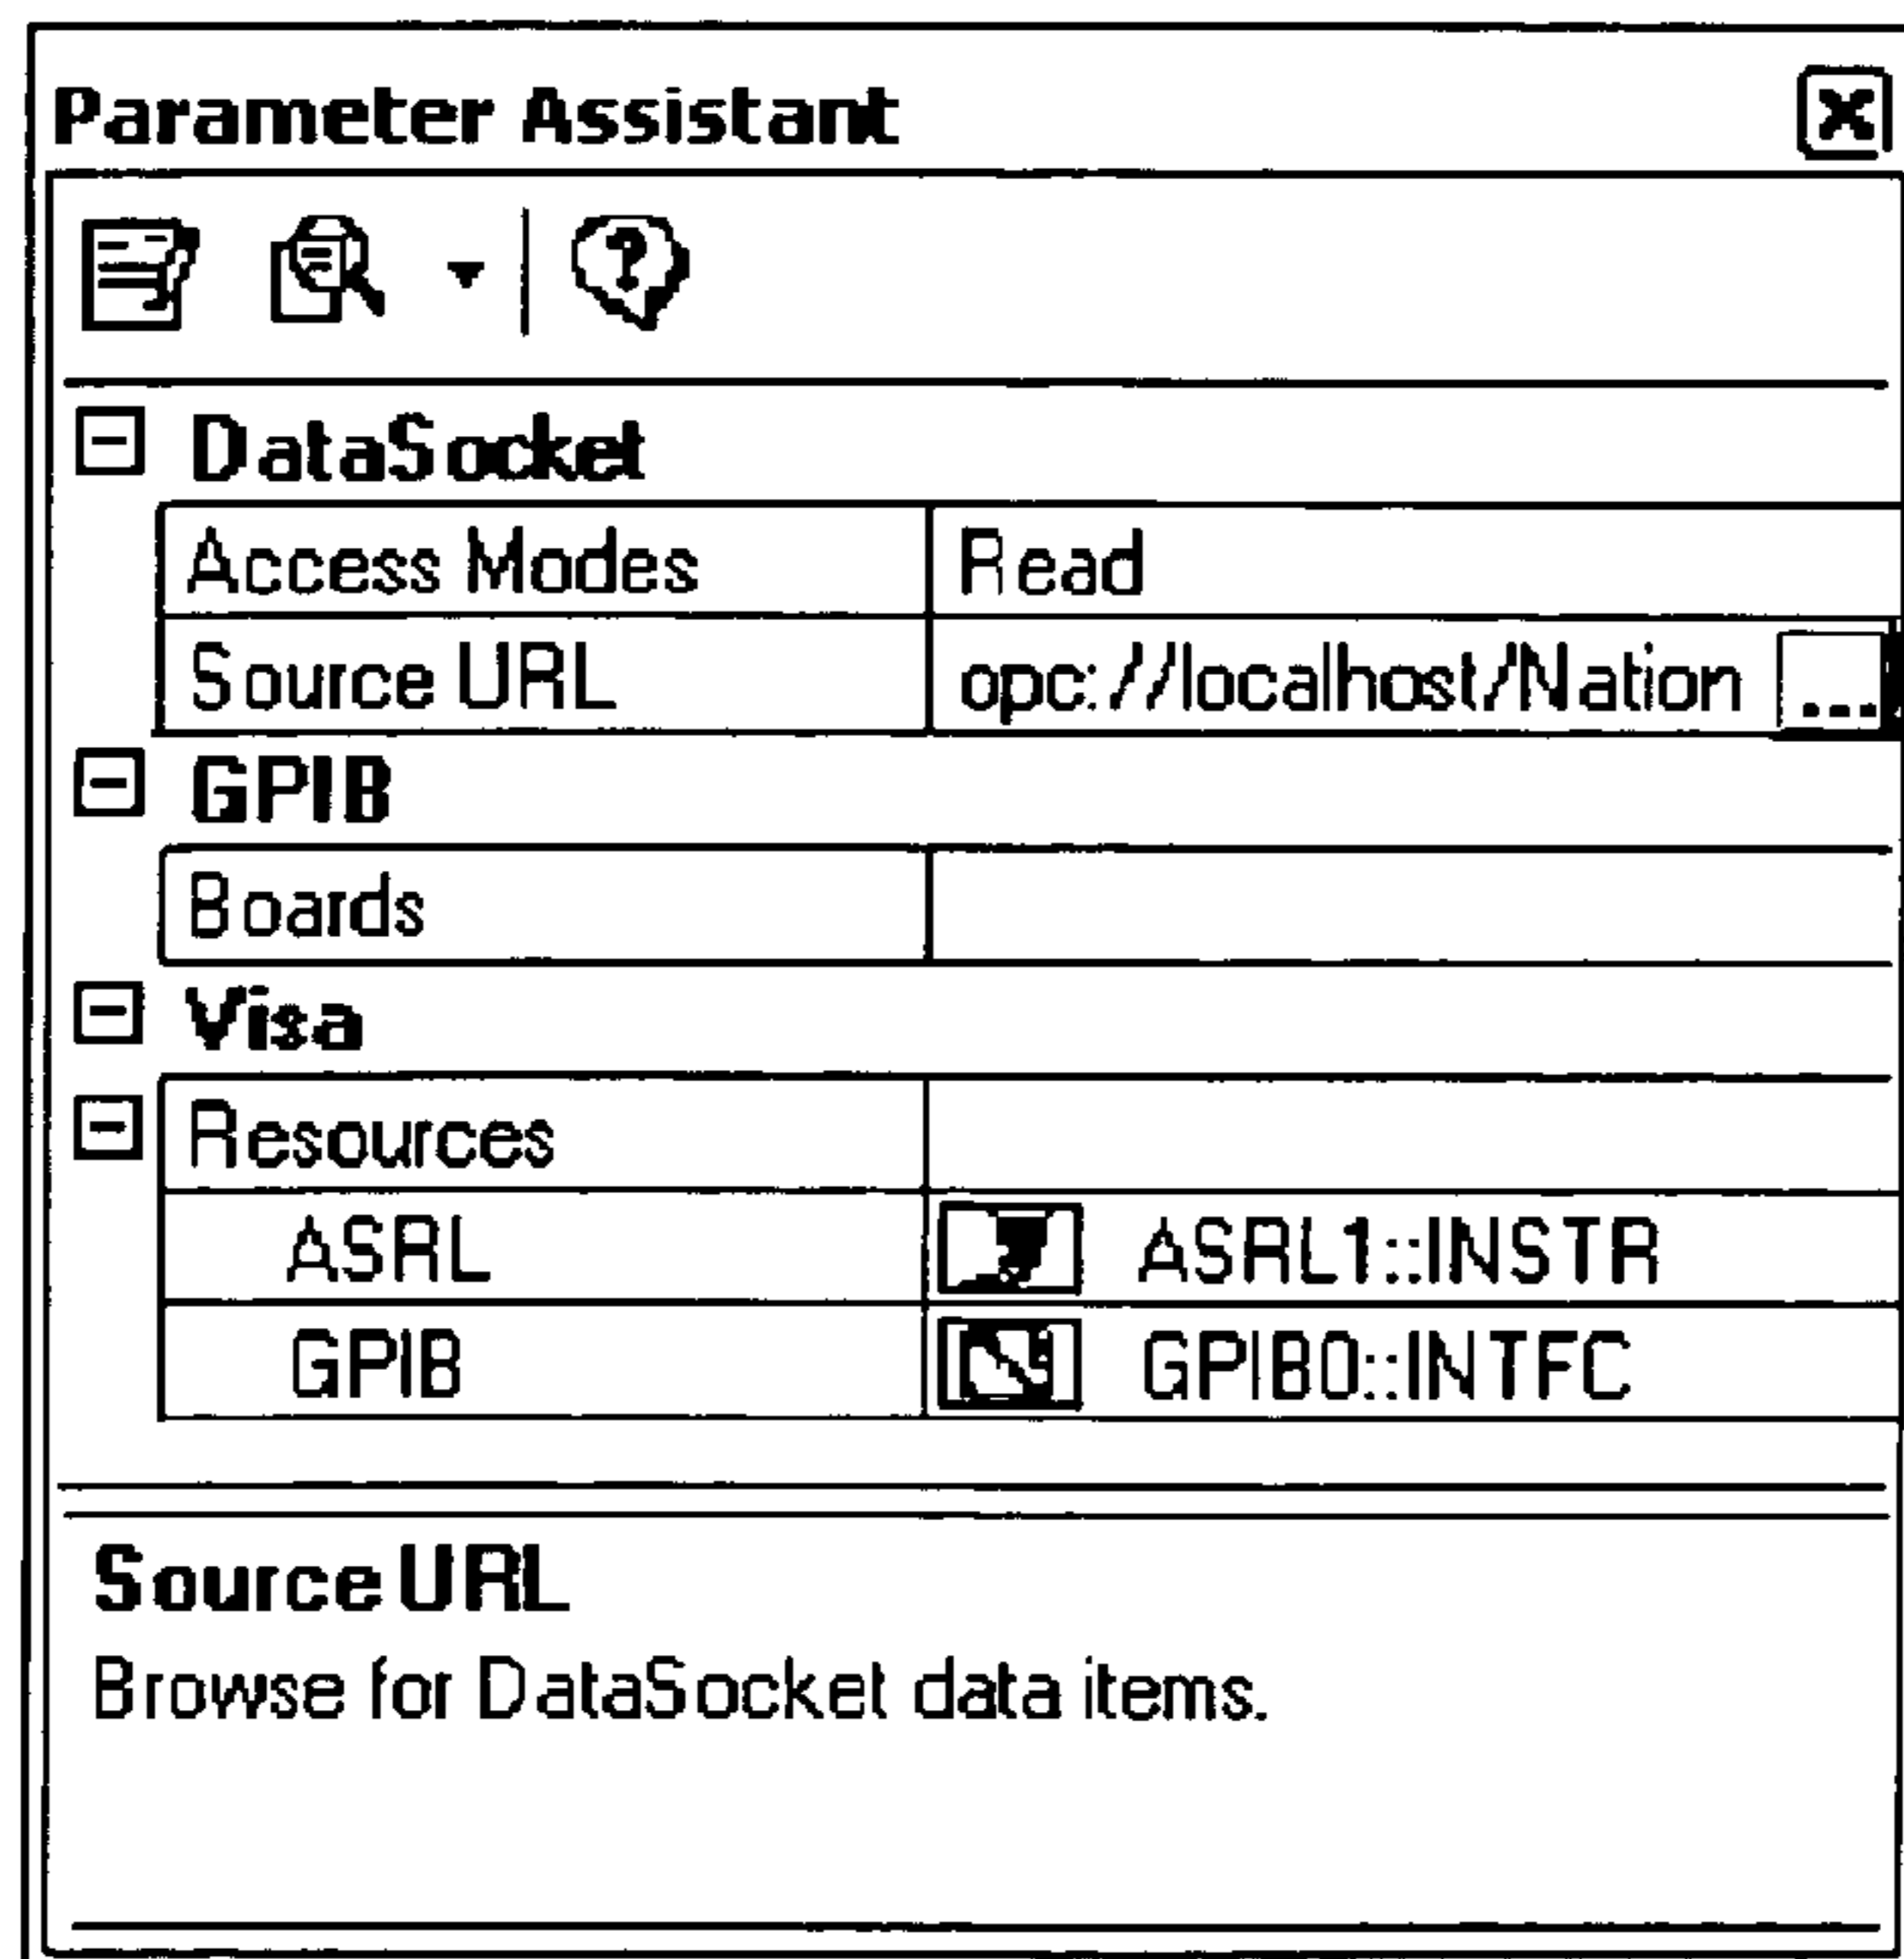 Parameter Assistant
DataSocket
Access Modes Read
Source URL opc://localhost/Nation ...
GPIB
Boards
Visa
Resources
ASRL ASRL1::INSTR
GPIB GPIB0::INTFC
Source URL
Browse for DataSocket data items.